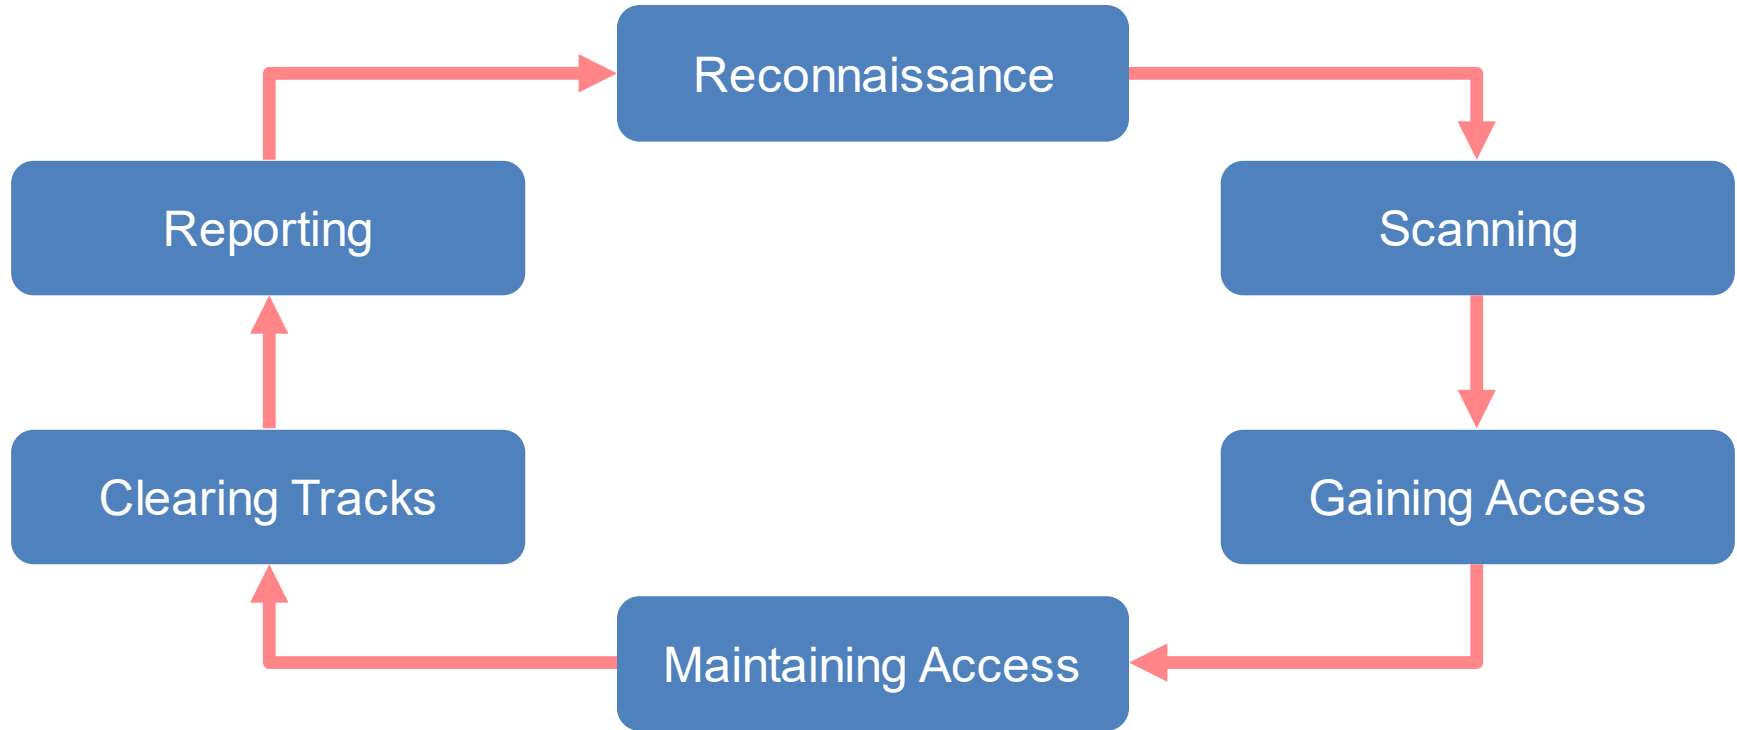 Reconnaissance
Reporting
Scanning
Clearing Tracks
Gaining Access
Maintaining Access